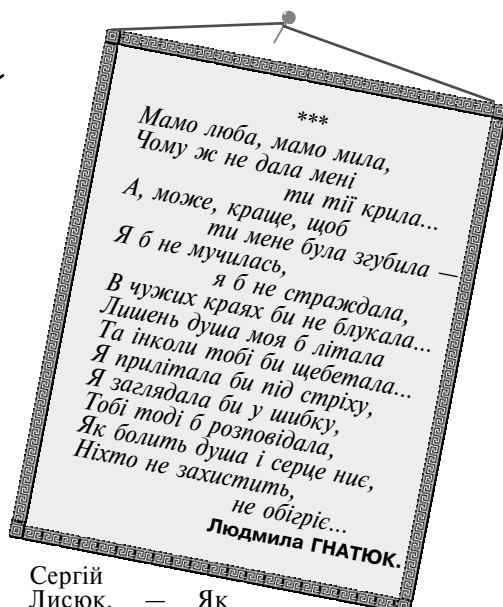 ***
Мамо люба, мамо мила,
Чому ж не дала мені
ти тії крила...
А, може, краще, щоб
ти мене була згубила —
Я б не мучилась,
я б не страждала,
В чужих краях би не блукала...
Лишень душа моя б літала
Та інколи тобі би щебетала...
Я прилітала би під стріху,
Я заглядала би у шибку,
Тобі тоді б розповідала,
Як болить душа і серце ниє,
Ніхто не захистить,
не обігріє...
Людмила ГНАТЮК.
Сергій
Лисюк. — Як